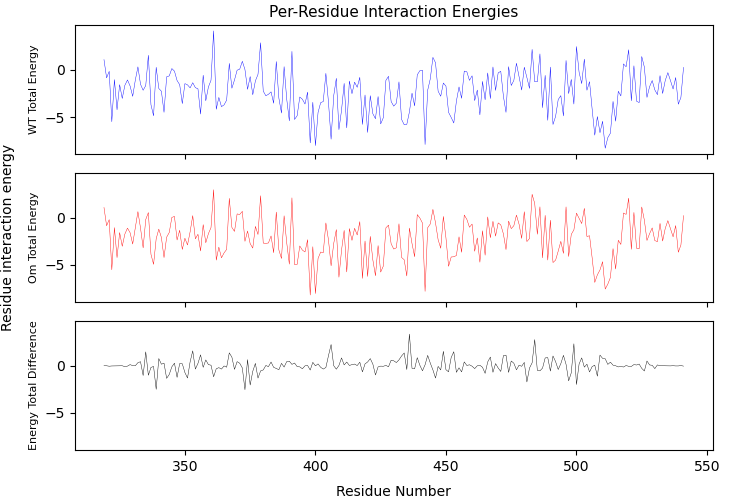 Per-Residue Interaction Energies
Residue interaction energy
WT Total Energy
0
−5
Om Total Energy
0
−5
Energy Total Difference
0
−5
350 400 450 500 550
Residue Number